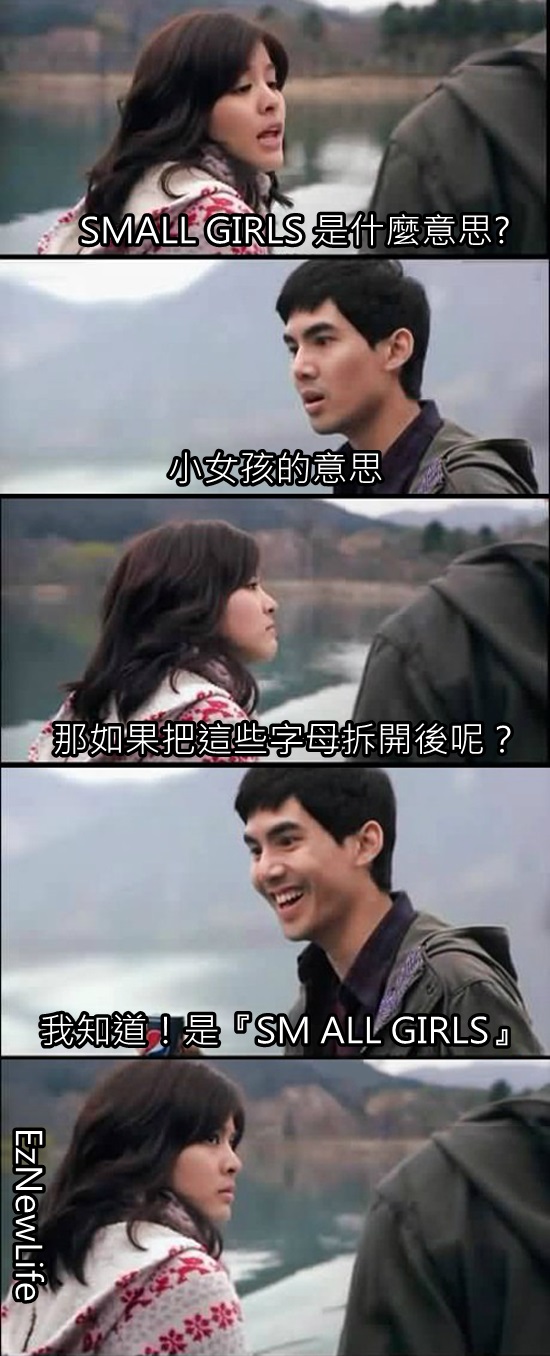 SMALL GIRLS 是什麼意思?
小女孩的意思
那如果把這些字母拆開後呢？
我知道！是『SM ALL GIRLS』
EzNewLife